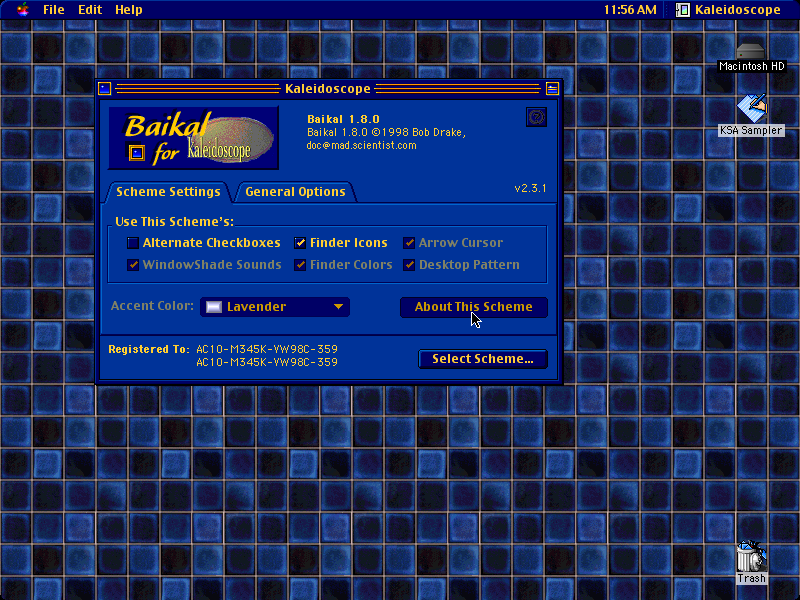 File Edit Help 11:56 AM Kaleidoscope
Macintosh HD
KSA Sampler
Kaleidoscope
Baikal
for Kaleidoscope
Baikal 1.8.0
Baikal 1.8.0 ©1998 Bob Drake,
doc@mad.scientist.com
Scheme Settings General Options v2.3.1
Use This Scheme's:
Alternate Checkboxes Finder Icons Arrow Cursor
WindowShade Sounds Finder Colors Desktop Pattern
Accent Color: Lavender About This Scheme
Registered To: AC10-M345K-VW98C-359
AC10-M345K-VW98C-359
Select Scheme...
Trash